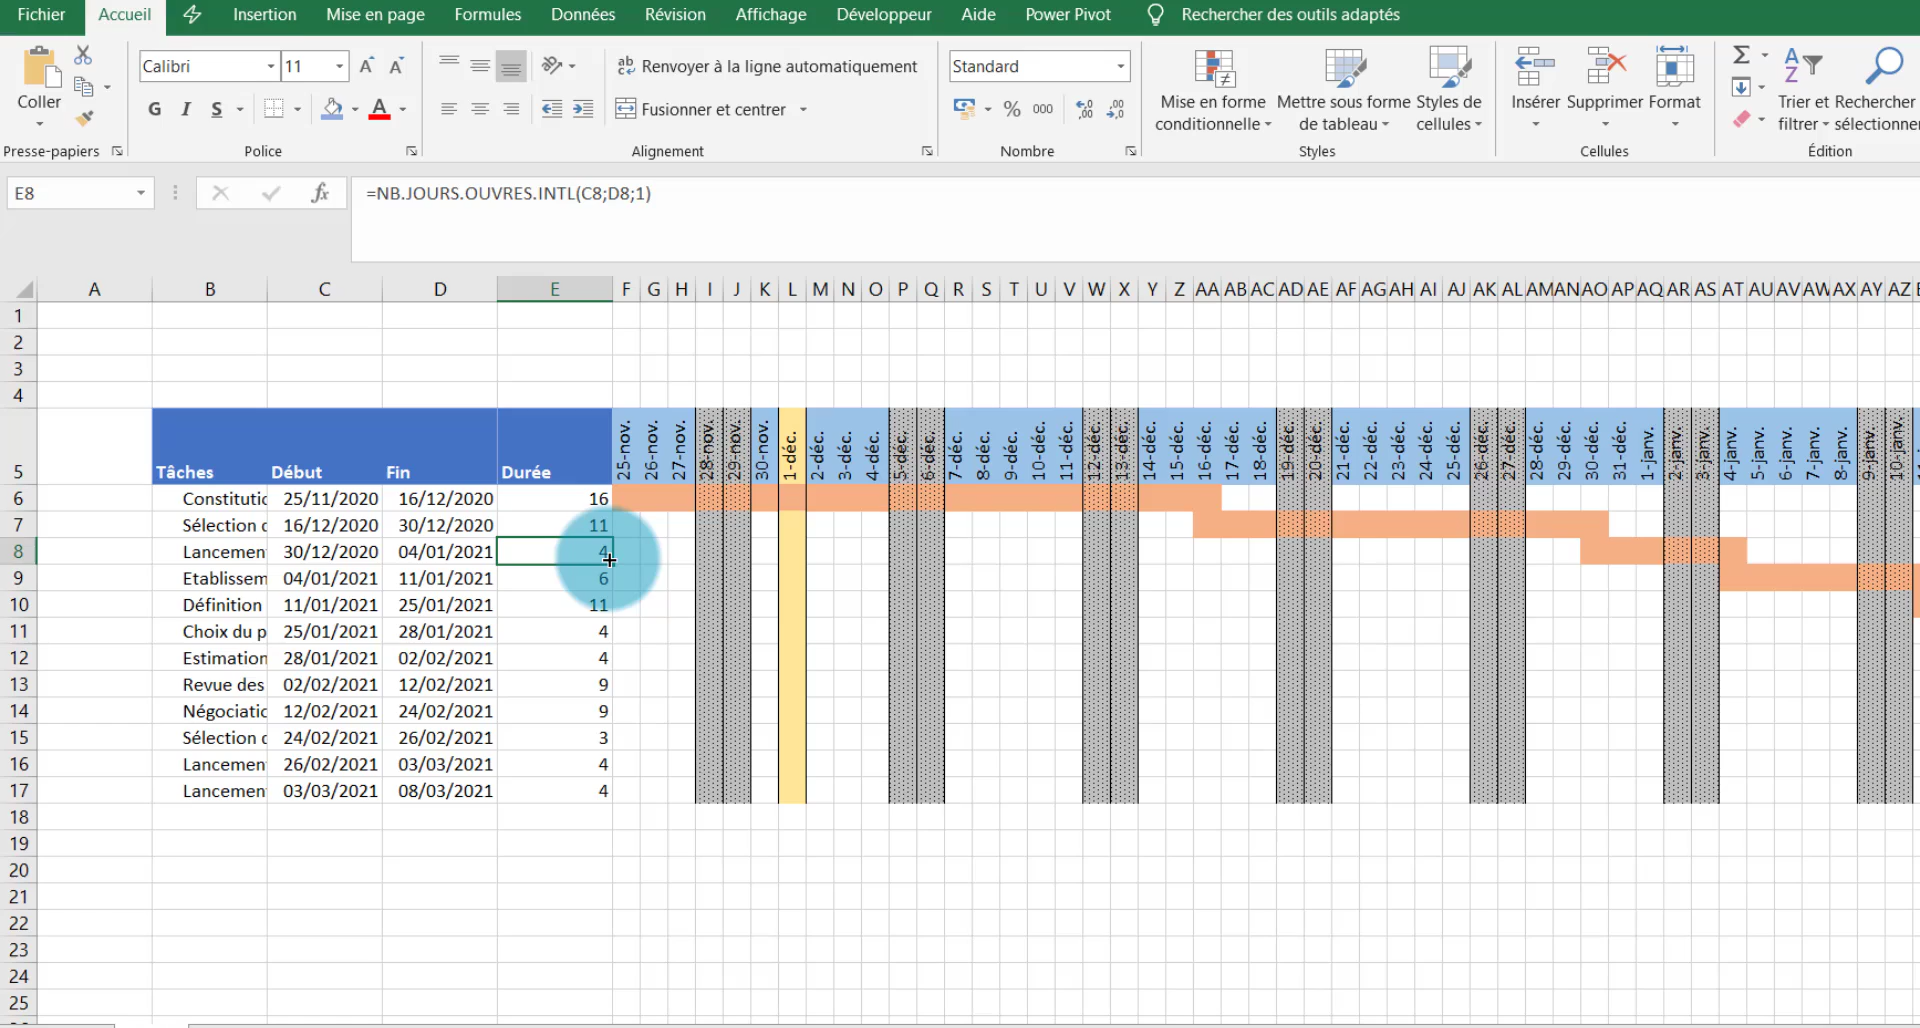 Fichier Accueil Insertion Mise en page Formules Données Révision Affichage Développeur Aide Power Pivot Rechercher des outils adaptés
Coller
Presse-papiers
Calibri 11
G I S
Police
Renvoyer à la ligne automatiquement
Fusionner et centrer
Alignement
Standard
% 000
Nombre
Mise en forme conditionnelle
Mettre sous forme de tableau
Styles de cellules
Styles
Insérer Supprimer Format
Cellules
Trier et filtrer
Rechercher
Édition
E8 fx =NB.JOURS.OUVRES.INTL(C8;D8;1)
A B C D E F G H I J K L M N O P Q R S T U V W X Y Z AA AB AC AD AE AF AG AH AI AJ AK AL AM AN AO AP AQ AR AS AT AU AV AW AX AY AZ
1
2
3
4
5 Tâches Début Fin Durée 25-nov. 26-nov. 27-nov. 28-nov. 29-nov. 30-nov. 1-déc. 2-déc. 3-déc. 4-déc. 5-déc. 6-déc. 7-déc. 8-déc. 9-déc. 10-déc. 11-déc. 12-déc. 13-déc. 14-déc. 15-déc. 16-déc. 17-déc. 18-déc. 19-déc. 20-déc. 21-déc. 22-déc. 23-déc. 24-déc. 25-déc. 26-déc. 27-déc. 28-déc. 29-déc. 30-déc. 31-déc. 1-janv. 2-janv. 3-janv. 4-janv. 5-janv. 6-janv. 7-janv. 8-janv. 9-janv. 10-janv.
6 25/11/2020 16/12/2020 16
7 Sélection 16/12/2020 30/12/2020 11
8 Lancemen 30/12/2020 04/01/2021 4
9 Etablissem 04/01/2021 11/01/2021 6
10 Définition 11/01/2021 25/01/2021 11
11 Choix du p 25/01/2021 28/01/2021 4
12 Estimation 28/01/2021 02/02/2021 4
13 Revue des 02/02/2021 12/02/2021 9
14 12/02/2021 24/02/2021 9
15 Sélection 24/02/2021 26/02/2021 3
16 Lancemen 26/02/2021 03/03/2021 4
17 Lancemen 03/03/2021 08/03/2021 4
18
19
20
21
22
23
24
25